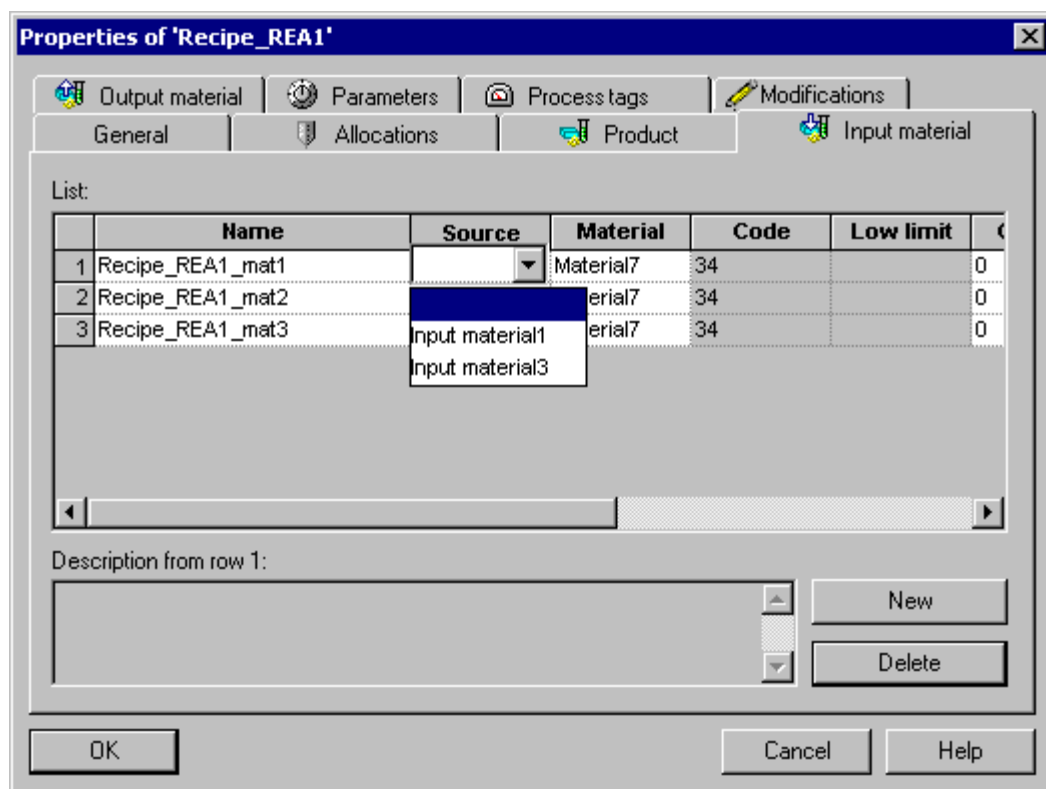 Properties of 'Recipe_REA1'
Output material Parameters Process tags Modifications
General Allocations Product Input material
List:
Name Source Material Code Low limit
1 Recipe_REA1_mat1 Material7 34 0
2 Recipe_REA1_mat2 erial7 34 0
3 Recipe_REA1_mat3 Input material1 erial7 34 0
Input material3
Description from row 1:
New
Delete
OK Cancel Help